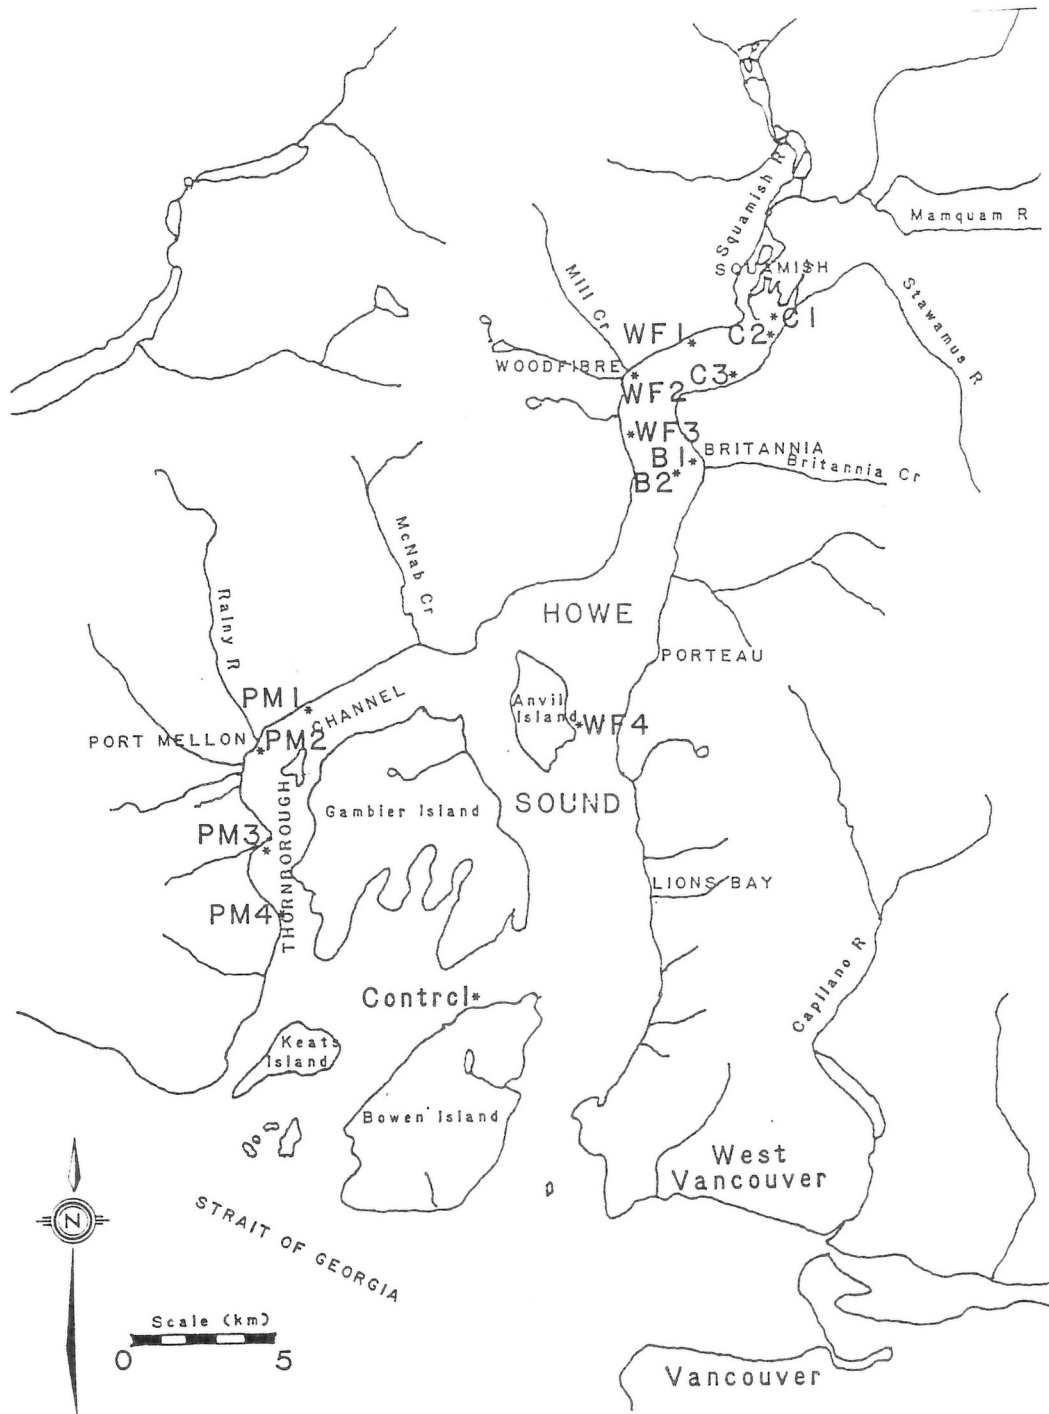 Squamish R
Mamquam R
SQUAMISH
Mill Cr
Stawamus R
C1
WF1
C2
WOODFIBRE
C3
WF2
WF3
BRITANNIA
B1
Britannia Cr
B2
McNab Cr
Rainy R
HOWE
PORTEAU
PM1
CHANNEL
Anvil
Island
WF4
PORT MELLON
PM2
SOUND
Gambier Island
PM3
THORNBOROUGH
LIONS BAY
PM4
Capilano R
Control
Keats
Island
Bowen Island
West
Vancouver
N
STRAIT OF GEORGIA
Scale (km)
0 5
Vancouver